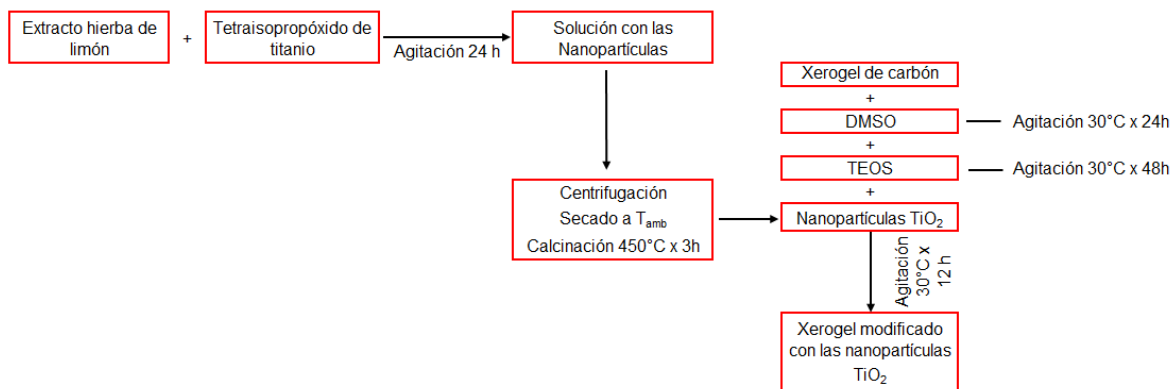 Extracto hierba de
limón
+
Tetraisopropóxido de
titanio
Agitación 24 h
Solución con las
Nanopartículas
Centrifugación
Secado a Tamb
Calcinación 450°C x 3h
Xerogel de carbón
+
DMSO
Agitación 30°C x 24h
+
TEOS
Agitación 30°C x 48h
+
Nanopartículas TiO2
Agitación
30°C x
12 h
Xerogel modificado
con las nanopartículas
TiO2